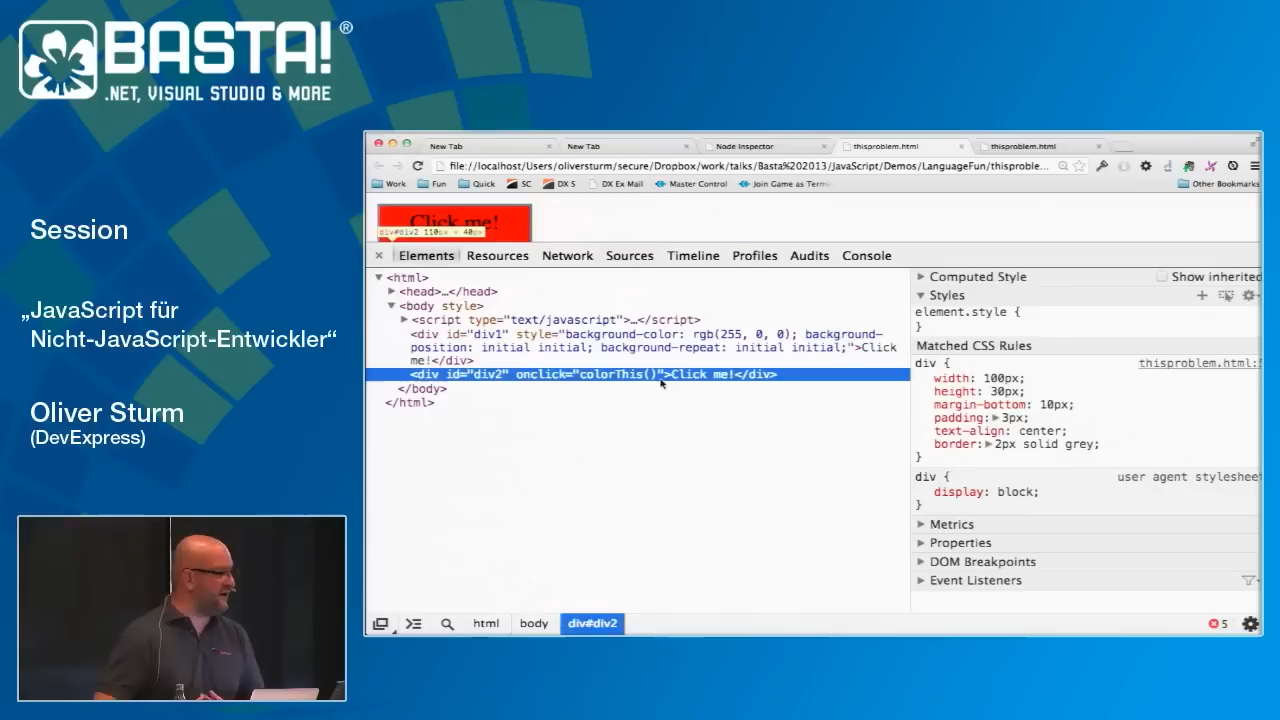 BASTA!®
.NET, VISUAL STUDIO & MORE
Session
„JavaScript für
Nicht-JavaScript-Entwickler“
Oliver Sturm
(DevExpress)
New Tab
New Tab
Node Inspector
thisproblem.html
thisproblem.html
file://localhost/Users/oliversturm/secure/Dropbox/work/talks/Basta%202013/JavaScript/Demos/LanguageFun/thisproble…
Work
Fun
Quick
SC
DX S
DX Ex Mail
Master Control
Join Game as Term
Other Bookmarks
Click me!
div#div2 110px × 40px
× Elements Resources Network Sources Timeline Profiles Audits Console
▼<html>
▶<head>…</head>
▼<body style>
▶<script type="text/javascript">…</script>
<div id="div1" style="background-color: rgb(255, 0, 0); background-
position: initial initial; background-repeat: initial initial;">Click
me!</div>
<div id="div2" onclick="colorThis()">Click me!</div>
</body>
</html>
▶ Computed Style Show inherited
▼ Styles
element.style {
}
Matched CSS Rules
div { thisproblem.html:5
width: 100px;
height: 30px;
margin-bottom: 10px;
padding:▶3px;
text-align: center;
border:▶2px solid grey;
}
div { user agent stylesheet
display: block;
}
▶ Metrics
▶ Properties
▶ DOM Breakpoints
▶ Event Listeners
html body div#div2
5